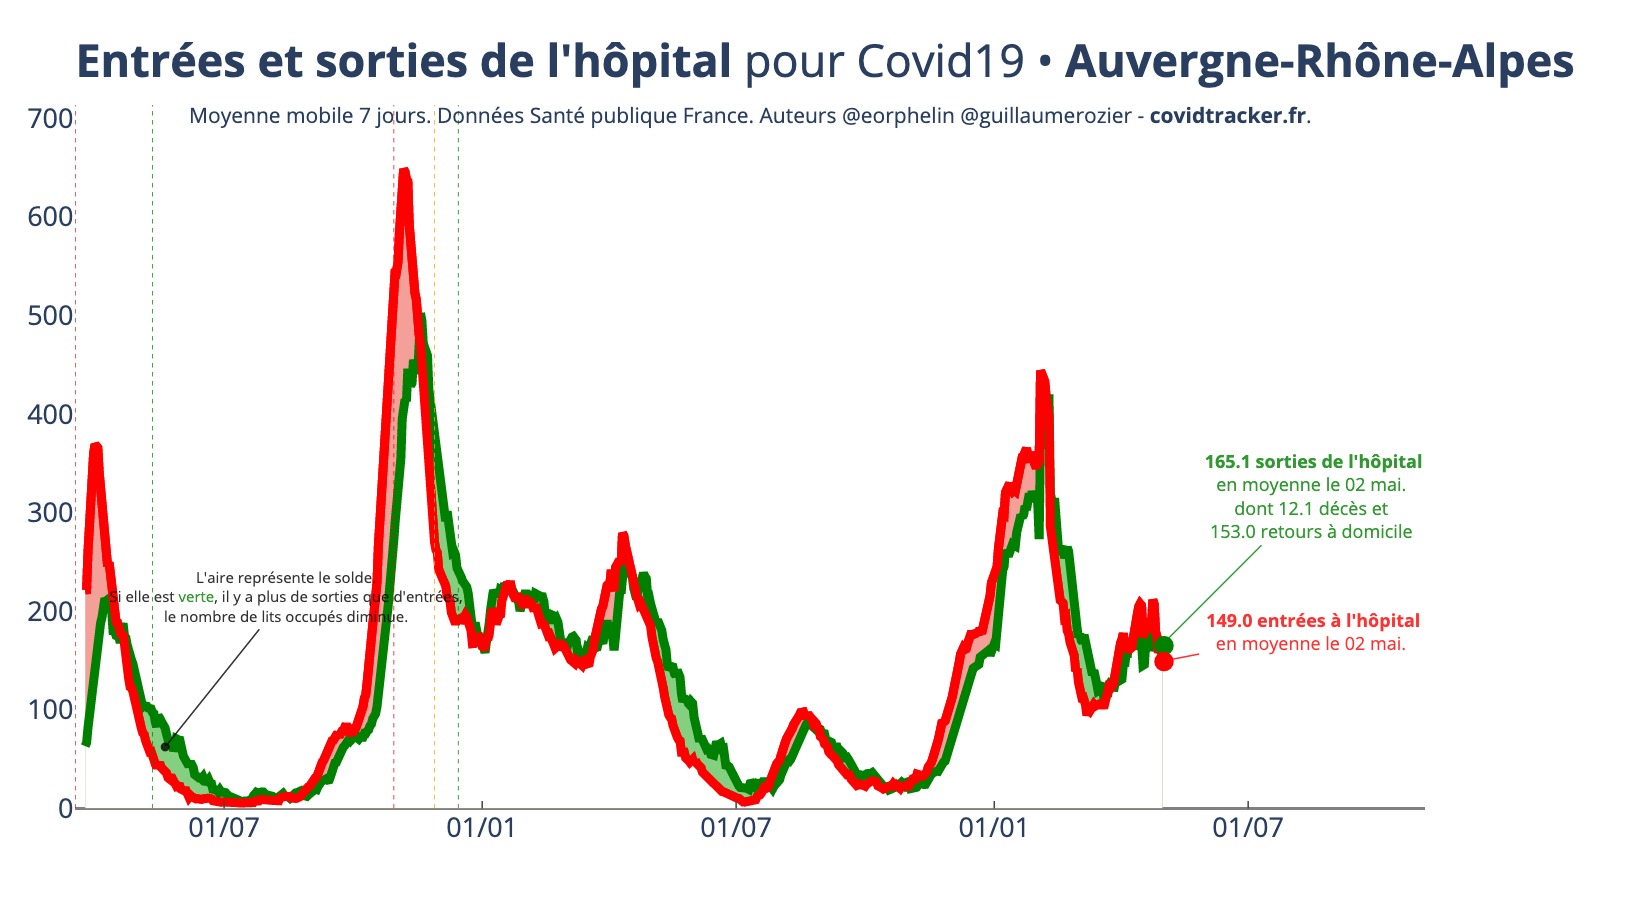 Entrées et sorties de l'hôpital pour Covid19 • Auvergne-Rhône-Alpes
Moyenne mobile 7 jours. Données Santé publique France. Auteurs @eorphelin @guillaumerozier - covidtracker.fr.
700
600
500
400
300
200
100
0
L'aire représente le solde.
Si elle est verte, il y a plus de sorties que d'entrées,
le nombre de lits occupés diminue.
165.1 sorties de l'hôpital
en moyenne le 02 mai.
dont 12.1 décès et
153.0 retours à domicile
149.0 entrées à l'hôpital
en moyenne le 02 mai.
01/07
01/01
01/07
01/01
01/07